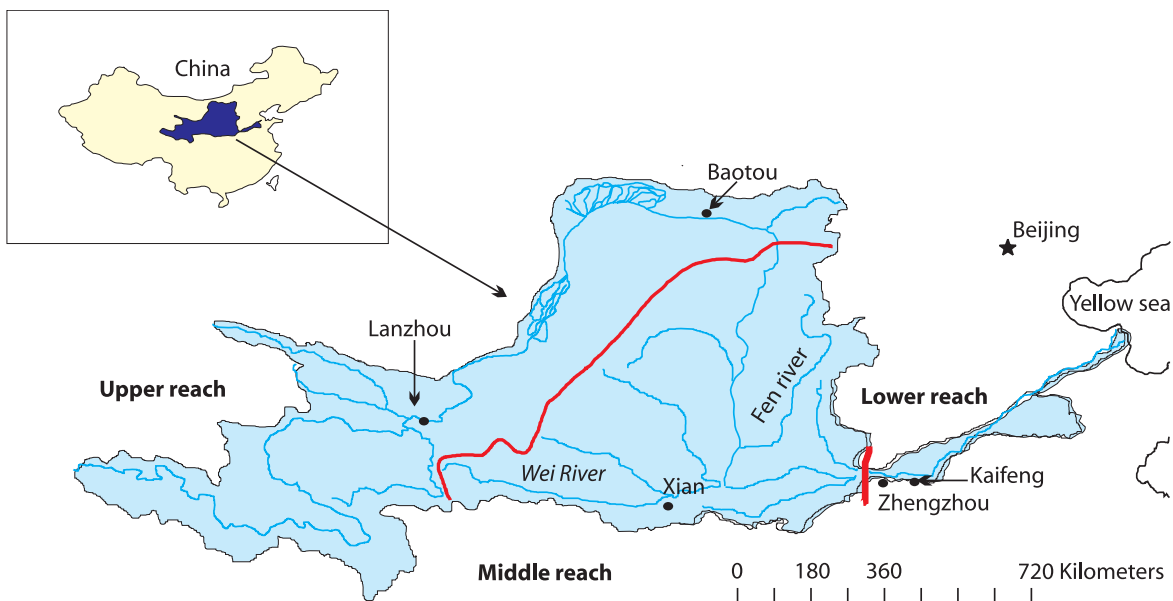 China
Baotou
Beijing
Yellow sea
Lanzhou
Upper reach
Fen river
Lower reach
Wei River
Xian
Kaifeng
Zhengzhou
Middle reach
0 180 360 720 Kilometers